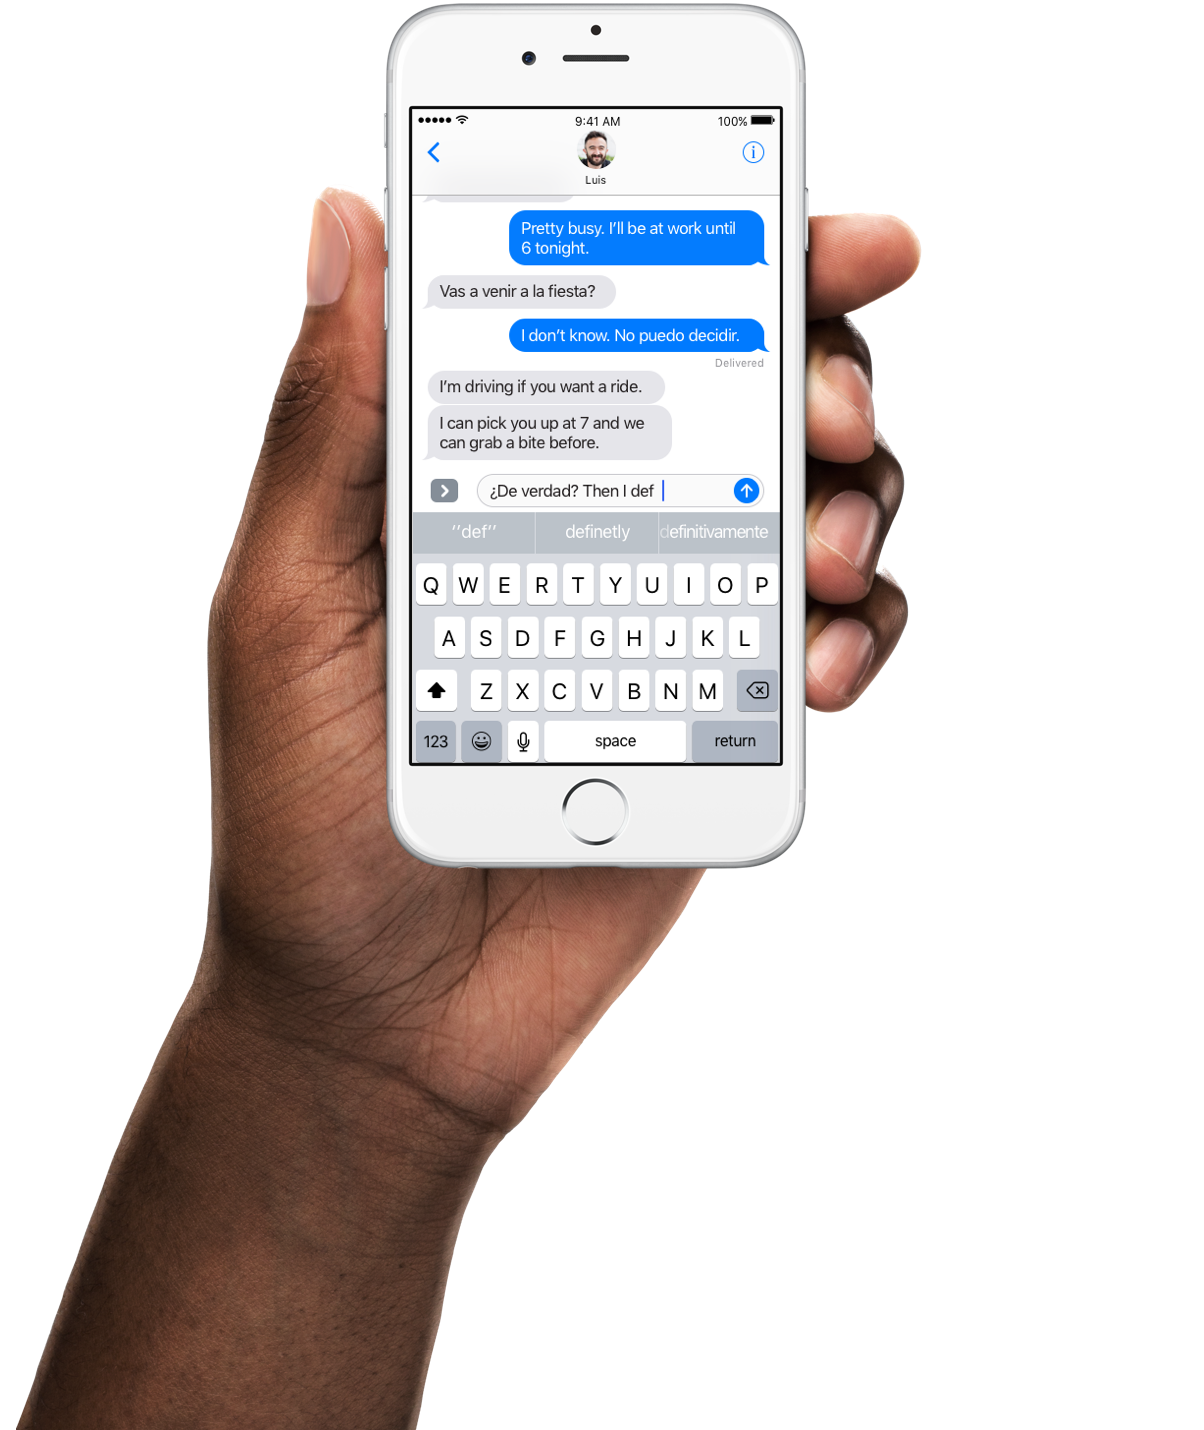 9:41 AM
100%
Luis
Pretty busy. I'll be at work until
6 tonight.
Vas a venir a la fiesta?
I don't know. No puedo decidir.
Delivered
I'm driving if you want a ride.
I can pick you up at 7 and we
can grab a bite before.
¿De verdad? Then I def
‘‘def’’ definetly definitivamente
Q W E R T Y U I O P
A S D F G H J K L
Z X C V B N M
123 space return